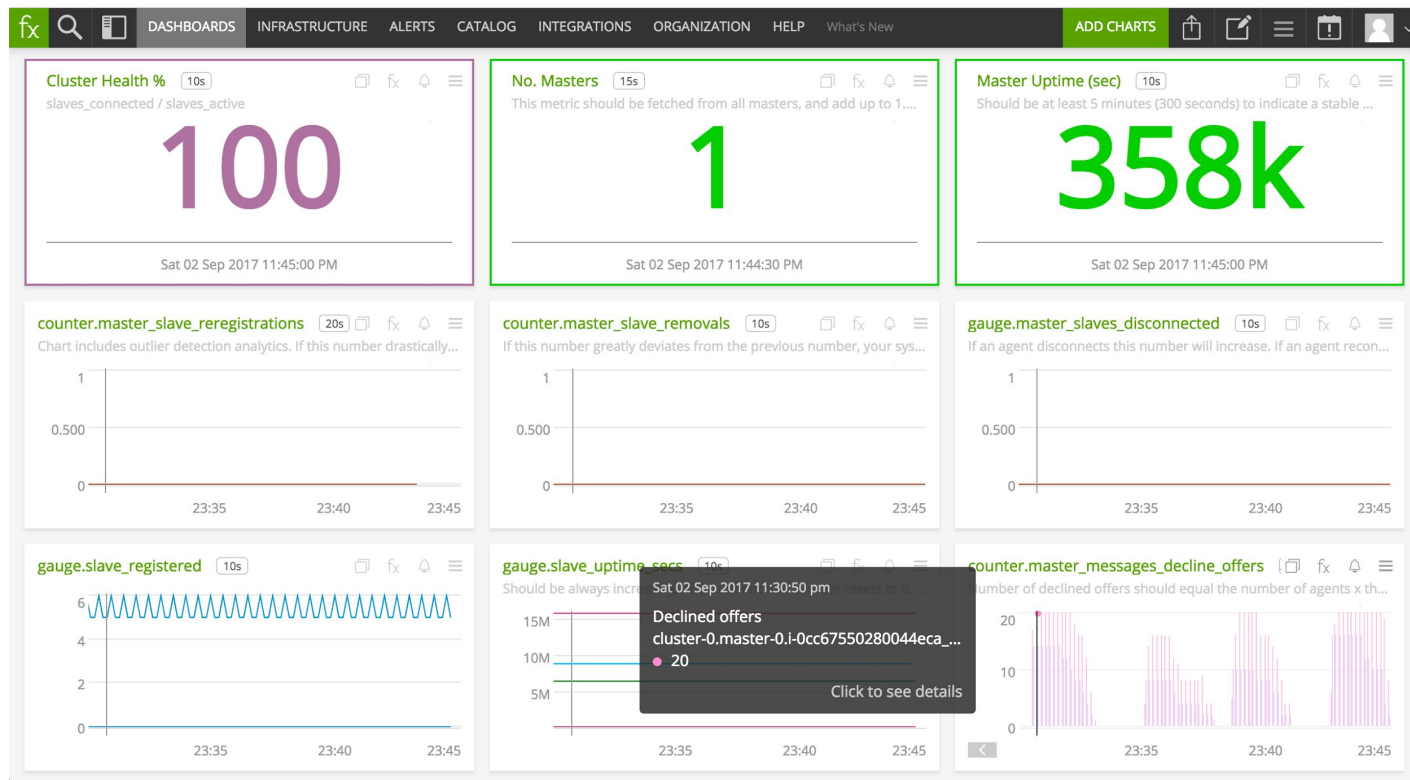 fx DASHBOARDS INFRASTRUCTURE ALERTS CATALOG INTEGRATIONS ORGANIZATION HELP What's New ADD CHARTS
Cluster Health % 10s fx
slaves_connected / slaves_active
100
Sat 02 Sep 2017 11:45:00 PM
No. Masters 15s fx
This metric should be fetched from all masters, and add up to 1....
1
Sat 02 Sep 2017 11:44:30 PM
Master Uptime (sec) 10s fx
Should be at least 5 minutes (300 seconds) to indicate a stable ...
358k
Sat 02 Sep 2017 11:45:00 PM
counter.master_slave_reregistrations 20s fx
Chart includes outlier detection analytics. If this number drastically...
1
0.500
0
23:35 23:40 23:45
counter.master_slave_removals 10s fx
If this number greatly deviates from the previous number, your sys...
1
0.500
0
23:35 23:40 23:45
gauge.master_slaves_disconnected 10s fx
If an agent disconnects this number will increase. If an agent recon...
1
0.500
0
23:35 23:40 23:45
gauge.slave_registered 10s fx
6
4
2
0
23:35 23:40 23:45
gauge.slave_uptime_secs 10s fx
Should be always incre resets to 0,
15M
10M
5M
23:35 23:40 23:45
Sat 02 Sep 2017 11:30:50 pm
Declined offers
cluster-0.master-0.i-0cc67550280044eca_...
20
Click to see details
counter.master_messages_decline_offers fx
Number of declined offers should equal the number of agents x th...
20
10
0
23:35 23:40 23:45